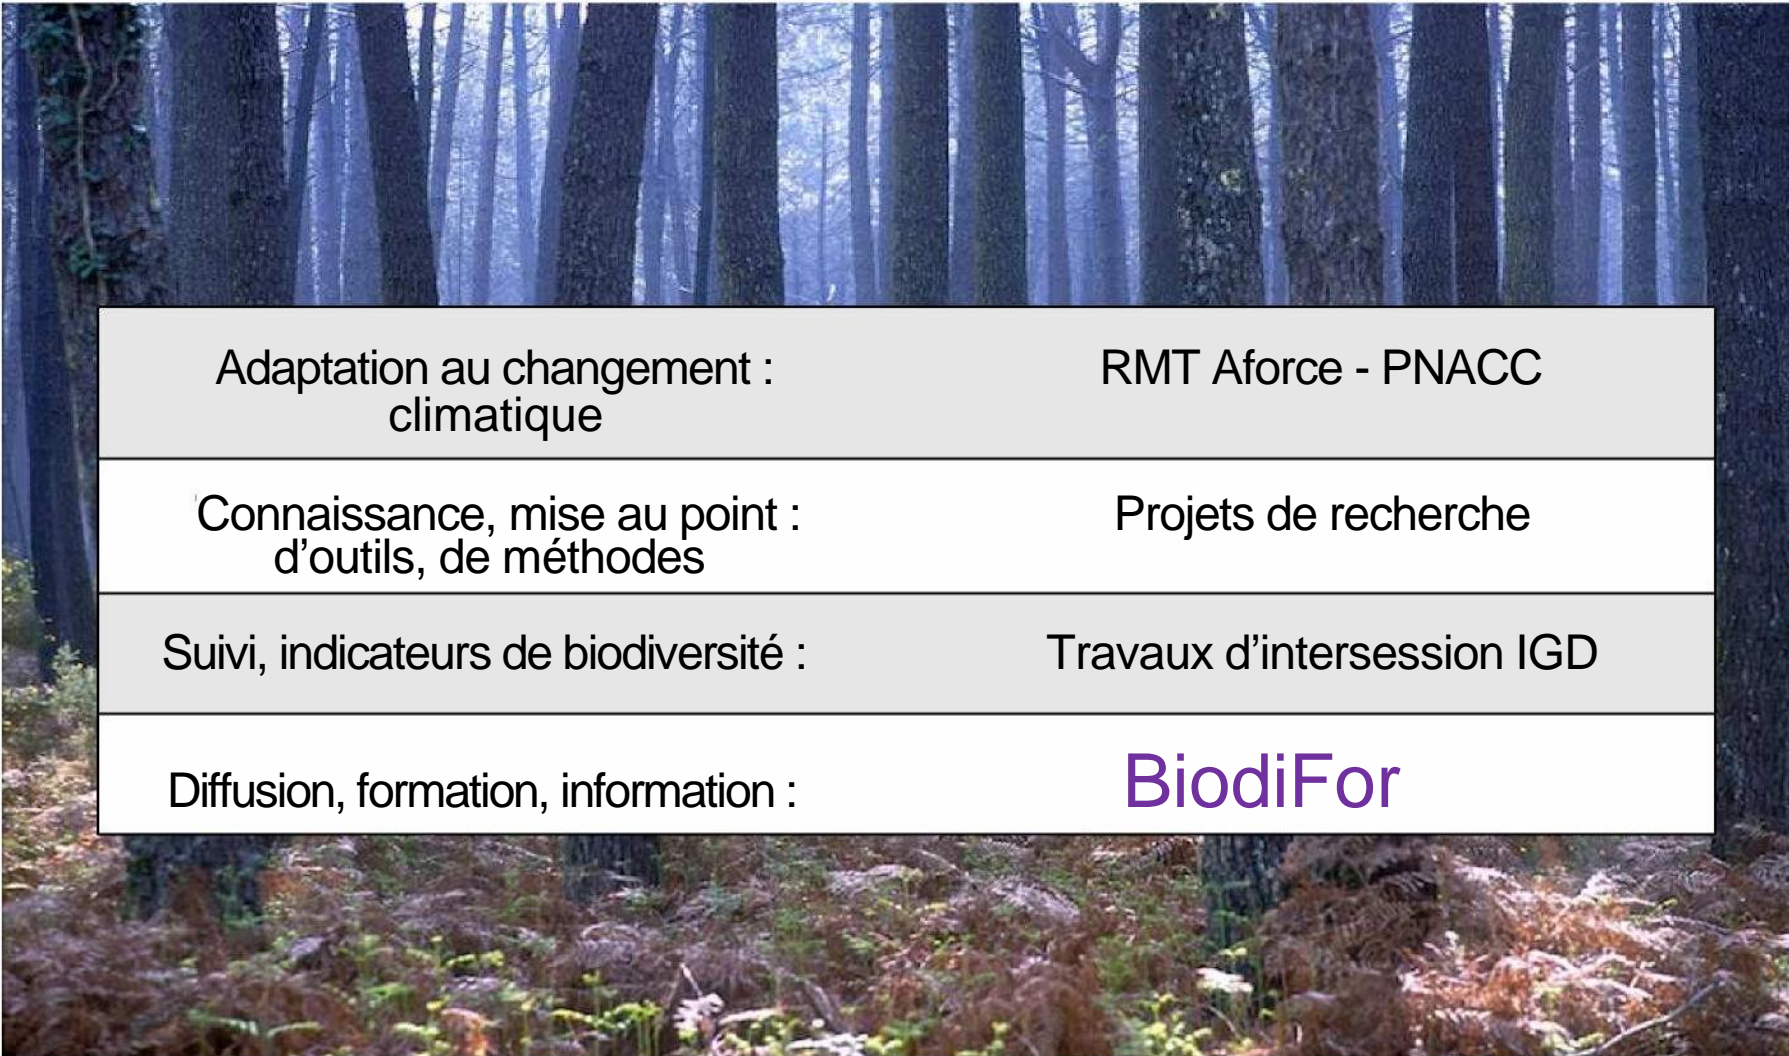 Adaptation au changement :
climatique
RMT Aforce - PNACC
Connaissance, mise au point :
d’outils, de méthodes
Projets de recherche
Suivi, indicateurs de biodiversité :
Travaux d’intersession IGD
Diffusion, formation, information :
BiodiFor